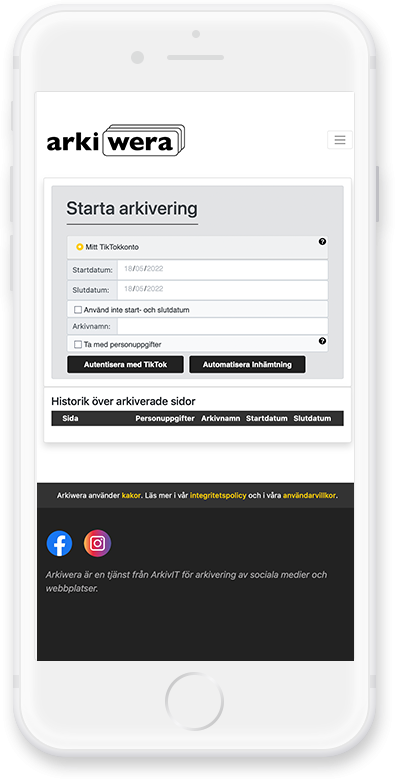 arkiwera
Starta arkivering
Mitt TikTokkonto
?
Startdatum: 18/05/2022
Slutdatum: 18/05/2022
Använd inte start- och slutdatum
Arkivnamn:
Ta med personuppgifter
?
Autentisera med TikTok Automatisera Inhämtning
Historik över arkiverade sidor
Sida Personuppgifter Arkivnamn Startdatum Slutdatum
Arkiwera använder kakor. Läs mer i vår integritetspolicy och i våra användarvillkor.
Arkiwera är en tjänst från ArkivIT för arkivering av sociala medier och
webbplatser.